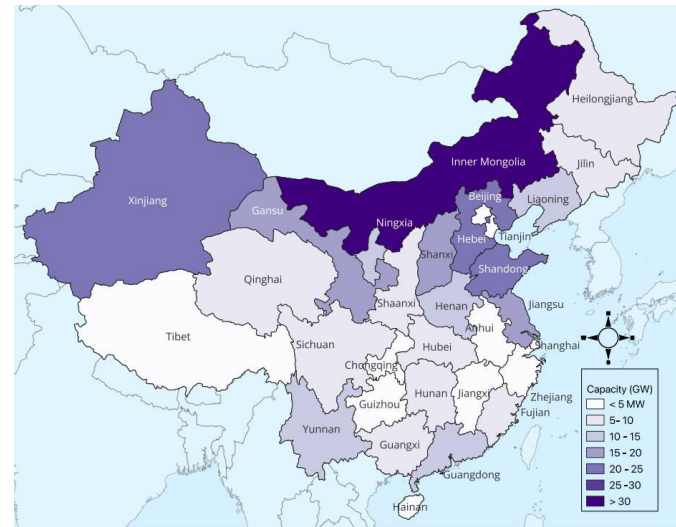 Heilongjiang
Jilin
Inner Mongolia
Xinjiang
Beijing
Liaoning
Gansu
Ningxia
Hebei
Tianjin
Shanxi
Shandong
Qinghai
Shaanxi
Henan
Jiangsu
Tibet
Sichuan
Anhui
Hubei
Shanghai
Chongqing
Hunan
Jiangxi
Zhejiang
Guizhou
Fujian
Yunnan
Guangxi
Guangdong
Hainan
Capacity (GW)
< 5 MW
5-10
10-15
15-20
20-25
25-30
> 30